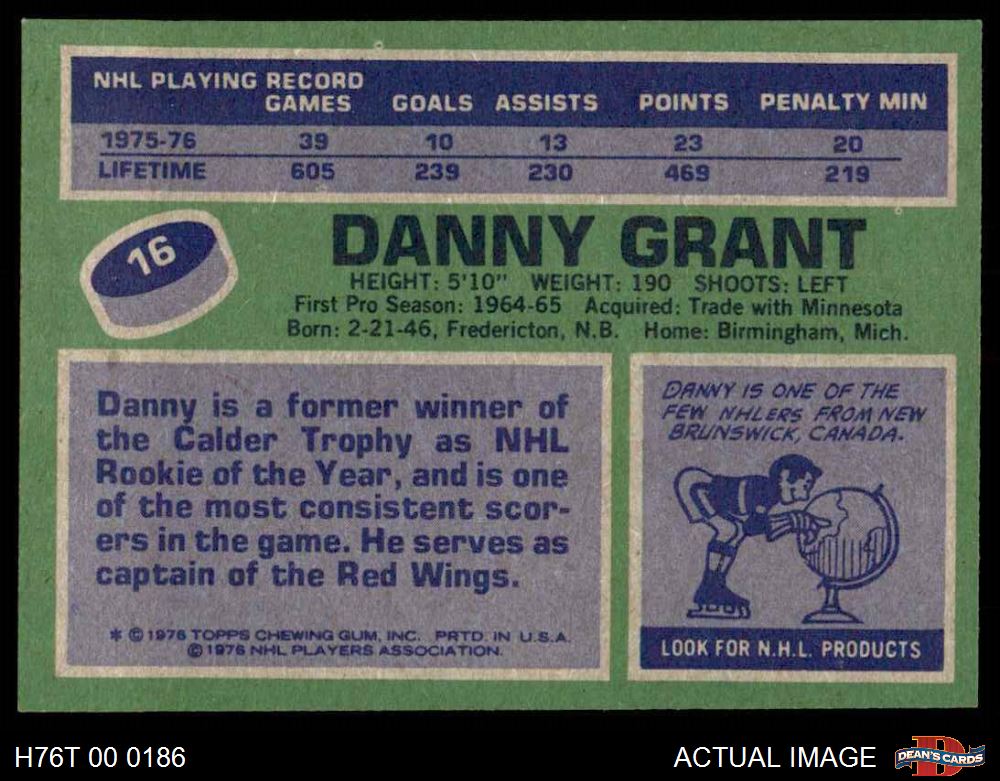 NHL PLAYING RECORD
GAMES GOALS ASSISTS POINTS PENALTY MIN
1975-76 39 10 13 23 20
LIFETIME 605 239 230 469 219
16
DANNY GRANT
HEIGHT: 5'10" WEIGHT: 190 SHOOTS: LEFT
First Pro Season: 1964-65 Acquired: Trade with Minnesota
Born: 2-21-46, Fredericton, N.B. Home: Birmingham, Mich.
Danny is a former winner of
the Calder Trophy as NHL
Rookie of the Year, and is one
of the most consistent scor-
ers in the game. He serves as
captain of the Red Wings.
* © 1976 TOPPS CHEWING GUM, INC. PRTD. IN U.S.A.
© 1976 NHL PLAYERS ASSOCIATION.
DANNY IS ONE OF THE
FEW NHLERS FROM NEW
BRUNSWICK, CANADA.
LOOK FOR N.H.L. PRODUCTS
H76T 00 0186
ACTUAL IMAGE
D
DEAN'S CARDS